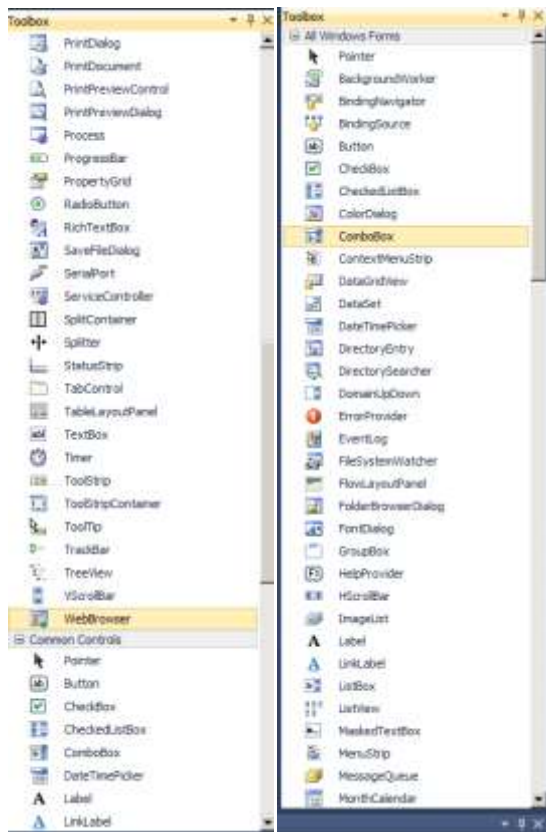 Toolbox
PrintDialog
PrintDocument
PrintPreviewControl
PrintPreviewDialog
Process
ProgressBar
PropertyGrid
RadioButton
RichTextBox
SaveFileDialog
SerialPort
ServiceController
SplitContainer
Splitter
StatusStrip
TabControl
TableLayoutPanel
TextBox
Timer
ToolStrip
ToolStripContainer
ToolTip
TrackBar
TreeView
VScrollBar
WebBrowser
Common Controls
Pointer
Button
CheckBox
CheckedListBox
ComboBox
DateTimePicker
Label
LinkLabel
Toolbox
All Windows Forms
Pointer
BackgroundWorker
BindingNavigator
BindingSource
Button
CheckBox
CheckedListBox
ColorDialog
ComboBox
ContextMenuStrip
DataGridView
DataSet
DateTimePicker
DirectoryEntry
DirectorySearcher
DomainUpDown
ErrorProvider
EventLog
FileSystemWatcher
FlowLayoutPanel
FolderBrowserDialog
FontDialog
GroupBox
HelpProvider
HScrollBar
ImageList
Label
LinkLabel
ListBox
ListView
MaskedTextBox
MenuStrip
MessageQueue
MonthCalendar